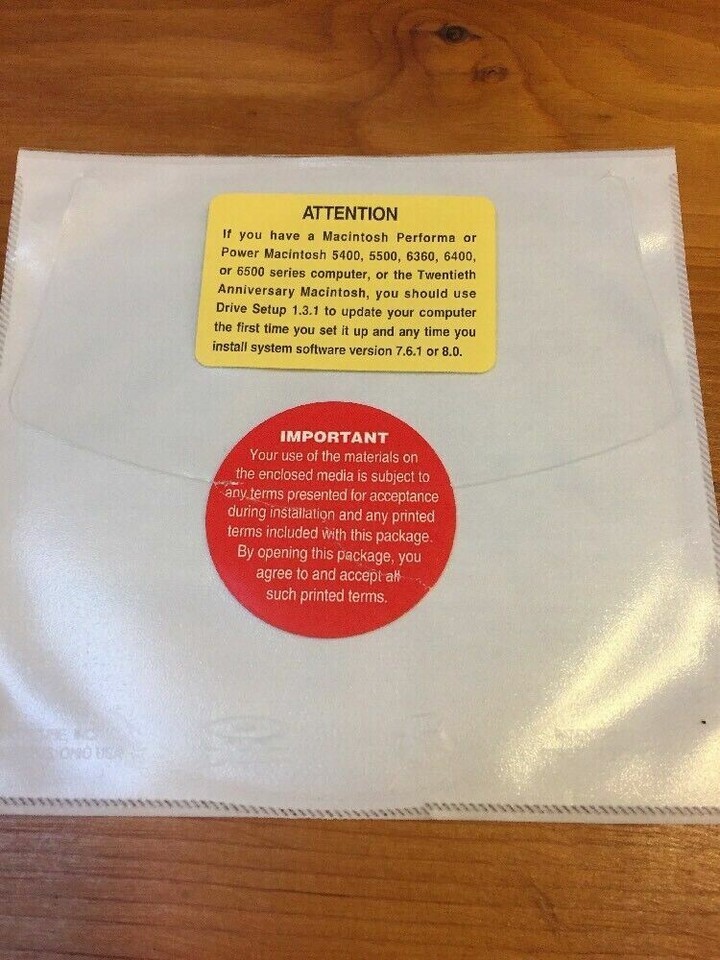 ATTENTION
If you have a Macintosh Performa or
Power Macintosh 5400, 5500, 6360, 6400,
or 6500 series computer, or the Twentieth
Anniversary Macintosh, you should use
Drive Setup 1.3.1 to update your computer
the first time you set it up and any time you
install system software version 7.6.1 or 8.0.
IMPORTANT
Your use of the materials on
the enclosed media is subject to
any terms presented for acceptance
during installation and any printed
terms included with this package.
By opening this package, you
agree to and accept all
such printed terms.
OHIO USA